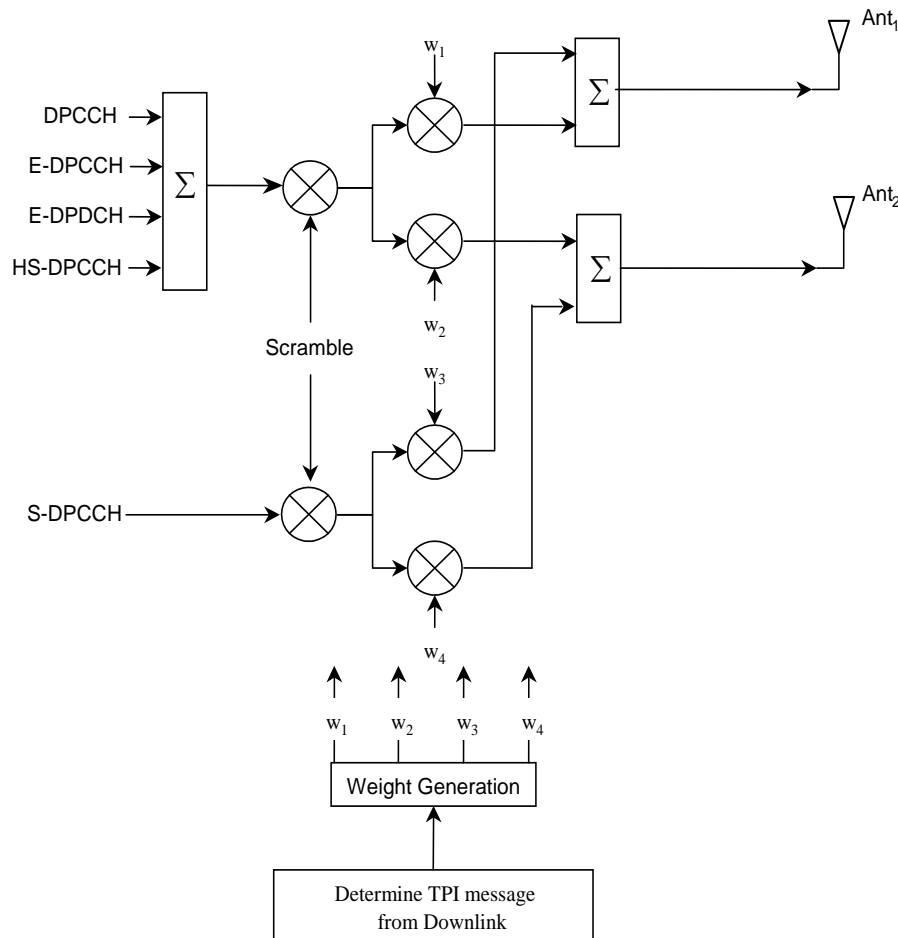 Ant1
w1
DPCCH
E-DPCCH
Σ
Σ
E-DPDCH
HS-DPCCH
Ant2
Σ
w2
Scramble
w3
S-DPCCH
w4
w1 w2 w3 w4
Weight Generation
Determine TPI message
from Downlink